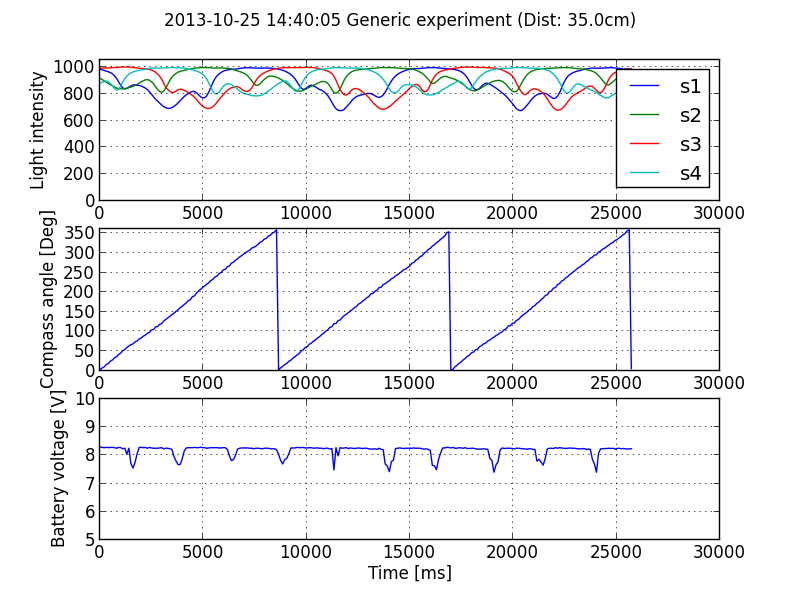 2013-10-25 14:40:05 Generic experiment (Dist: 35.0cm)
Light intensity
1000
800
600
400
200
0
s1
s2
s3
s4
0 5000 10000 15000 20000 25000 30000
Compass angle [Deg]
350
300
250
200
150
100
50
0
0 5000 10000 15000 20000 25000 30000
Battery voltage [V]
10
9
8
7
6
5
0 5000 10000 15000 20000 25000 30000
Time [ms]